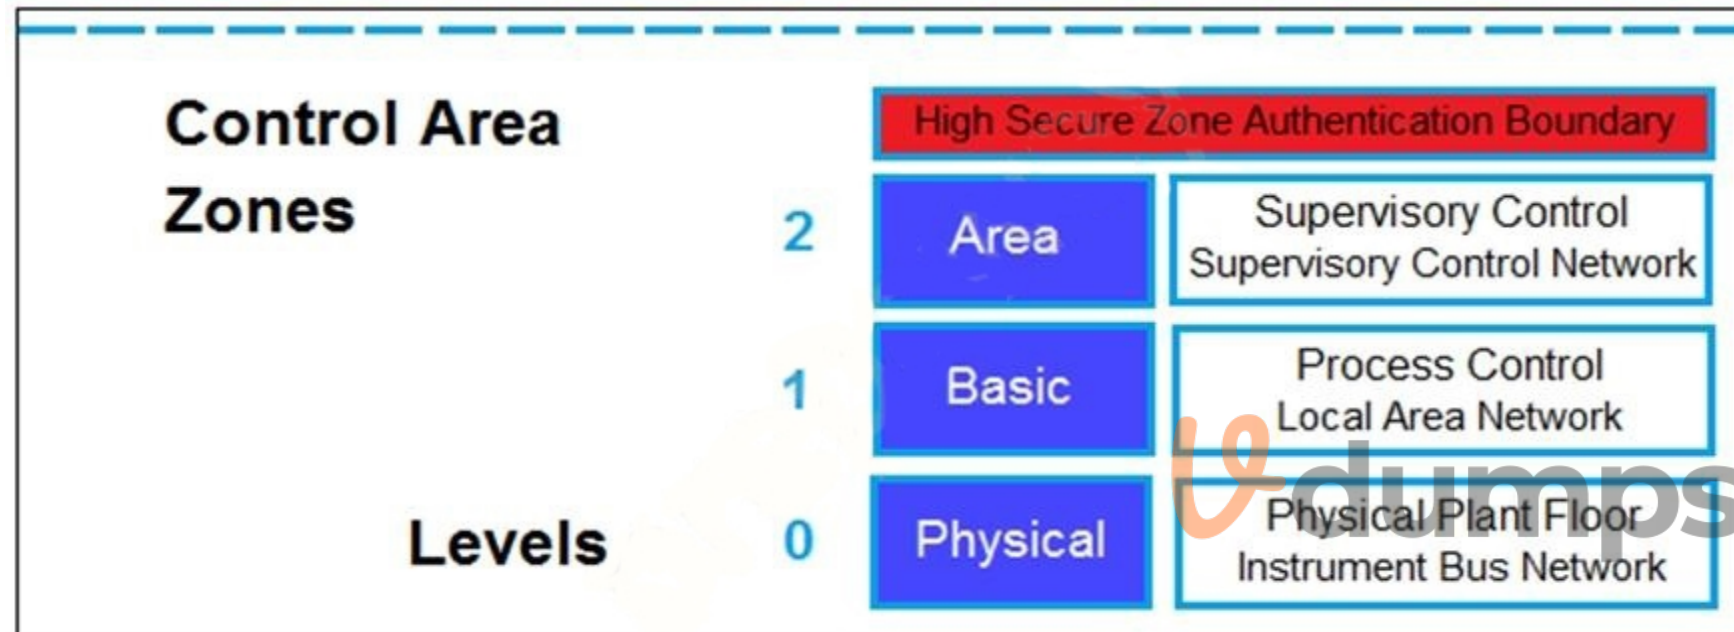 Control Area
Zones
High Secure Zone Authentication Boundary
2
Area
Supervisory Control
Supervisory Control Network
1
Basic
Process Control
Local Area Network
Levels
0
Physical
Physical Plant Floor
Instrument Bus Network
dumps